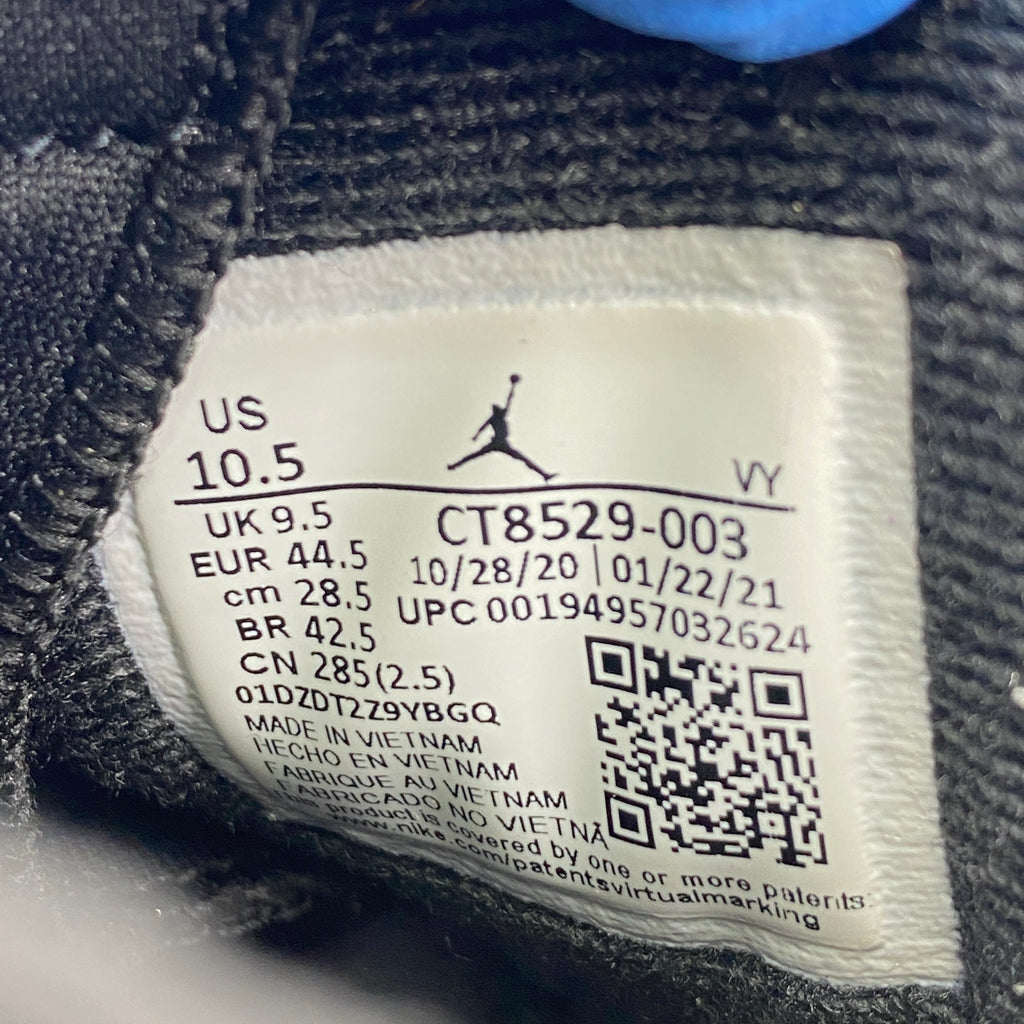 US
10.5
VY
UK 9.5
EUR 44.5
cm 28.5
BR 42.5
CN 285(2.5)
CT8529-003
10/28/20 | 01/22/21
UPC 00194957032624
01DZDT2Z9YBGQ
MADE IN VIETNAM
HECHO EN VIETNAM
FABRIQUE AU VIETNAM
FABRICADO NO VIETNÃ
This product is covered by one or more patents.
www.nike.com/patentsvirtualmarking